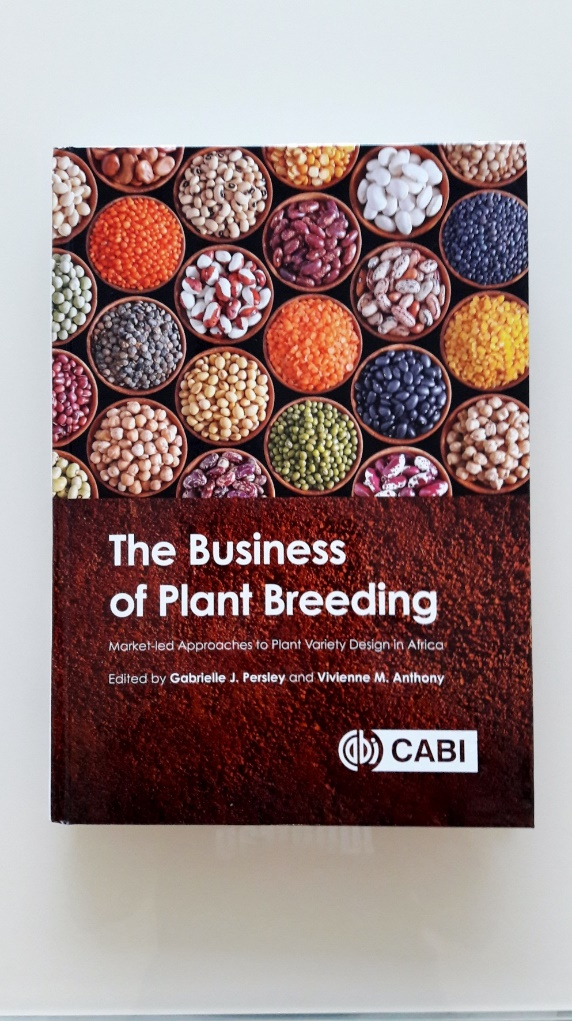 The Business
of Plant Breeding
Market-led Approaches to Plant Variety Design in Africa
Edited by Gabrielle J. Persley and Vivienne M. Anthony
cabi CABI